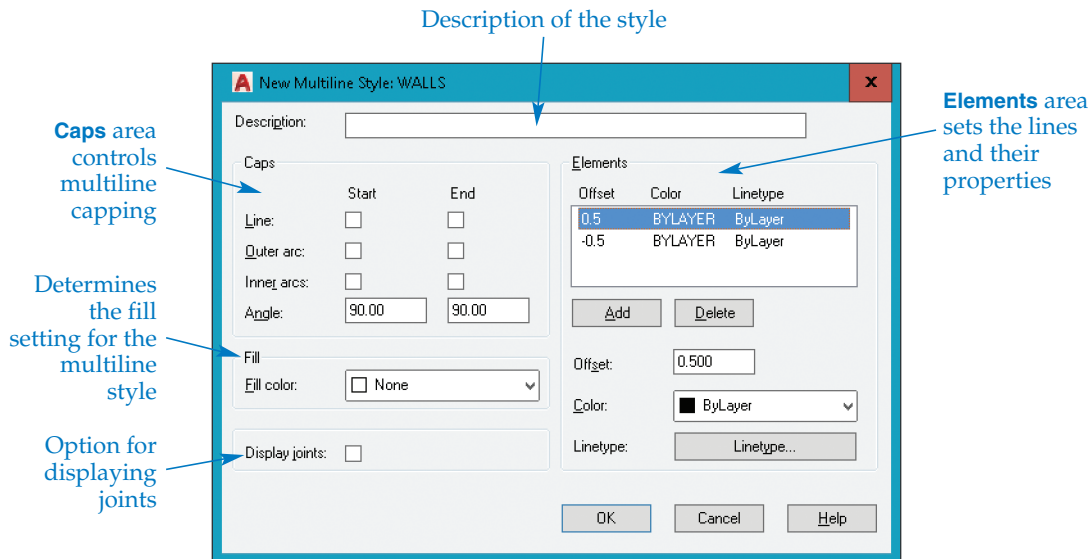 Description of the style
New Multiline Style: WALLS
x
Description:
Caps area
controls
multiline
capping
Caps
Start End
Line:
Outer arc:
Inner arcs:
Angle: 90.00 90.00
Determines
the fill
setting for the
multiline
style
Fill
Fill color: None
Option for
displaying
joints
Display joints:
Elements area
sets the lines
and their
properties
Elements
Offset Color Linetype
0.5 BYLAYER ByLayer
-0.5 BYLAYER ByLayer
Add Delete
Offset: 0.500
Color: ByLayer
Linetype: Linetype...
OK Cancel Help